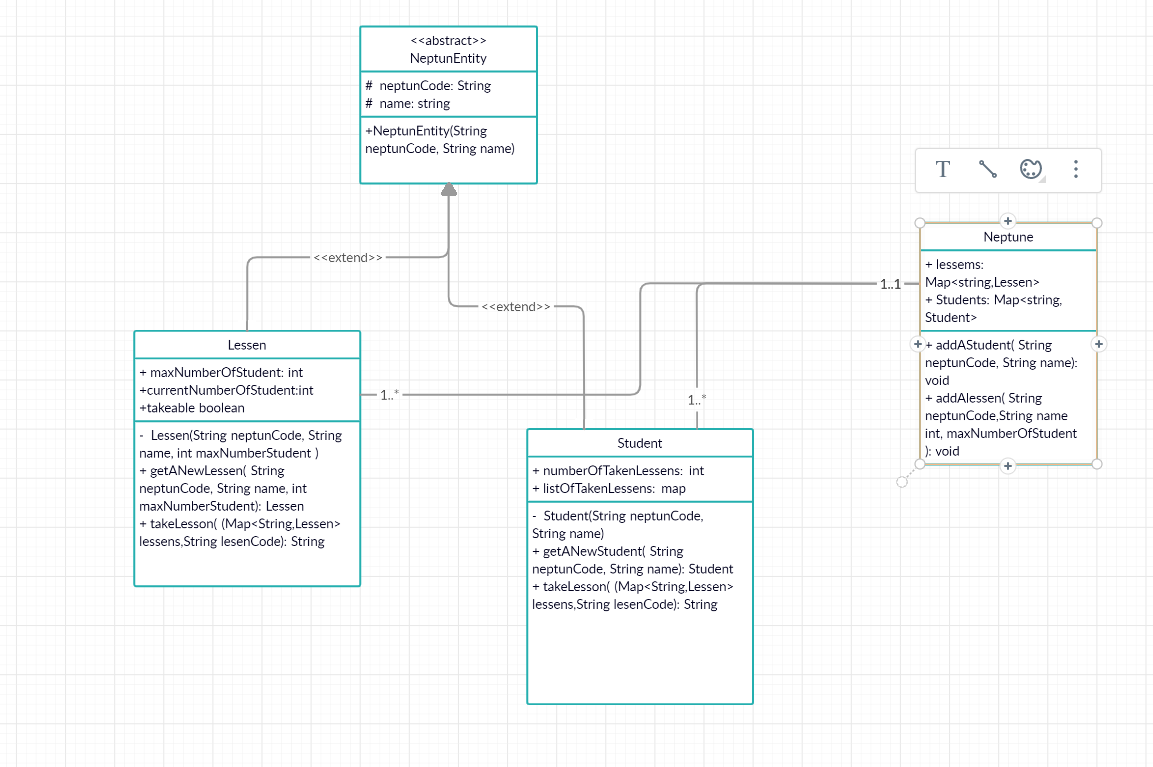 <<abstract>>
NeptunEntity
# neptunCode: String
# name: string
+NeptunEntity(String
neptunCode, String name)
T
Neptune
+ lessems:
Map<string,Lessen>
+ Students: Map<string,
Student>
+ addAStudent( String
neptunCode, String name):
void
+ addAlessen( String
neptunCode,String name
int, maxNumberOfStudent
): void
<<extend>>
<<extend>>
1..1
1..*
1..*
Lessen
+ maxNumberOfStudent: int
+currentNumberOfStudent:int
+takeable boolean
- Lessen(String neptunCode, String
name, int maxNumberStudent )
+ getANewLessen( String
neptunCode, String name, int
maxNumberStudent): Lessen
+ takeLesson( (Map<String,Lessen>
lessens,String lesenCode): String
Student
+ numberOfTakenLessens: int
+ listOfTakenLessens: map
- Student(String neptunCode,
String name)
+ getANewStudent( String
neptunCode, String name): Student
+ takeLesson( (Map<String,Lessen>
lessens,String lesenCode): String